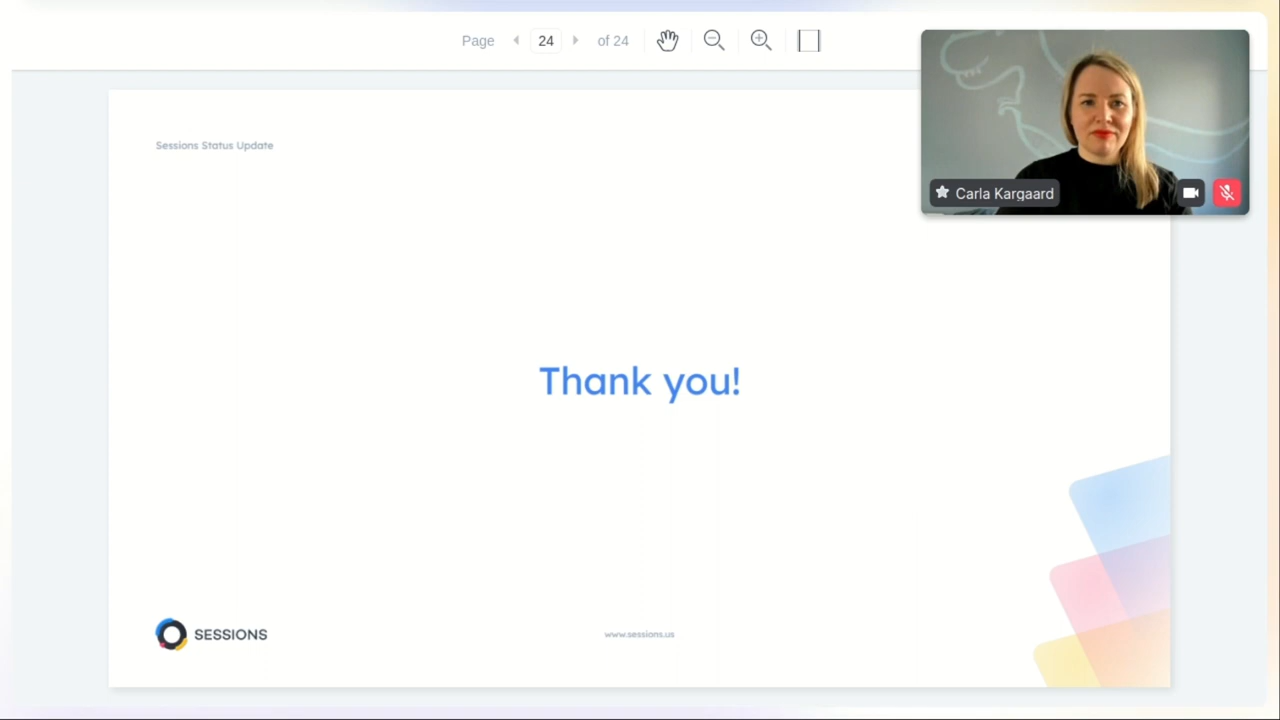 Page 24 of 24
Carla Kargaard
Sessions Status Update
Thank you!
SESSIONS
www.sessions.us